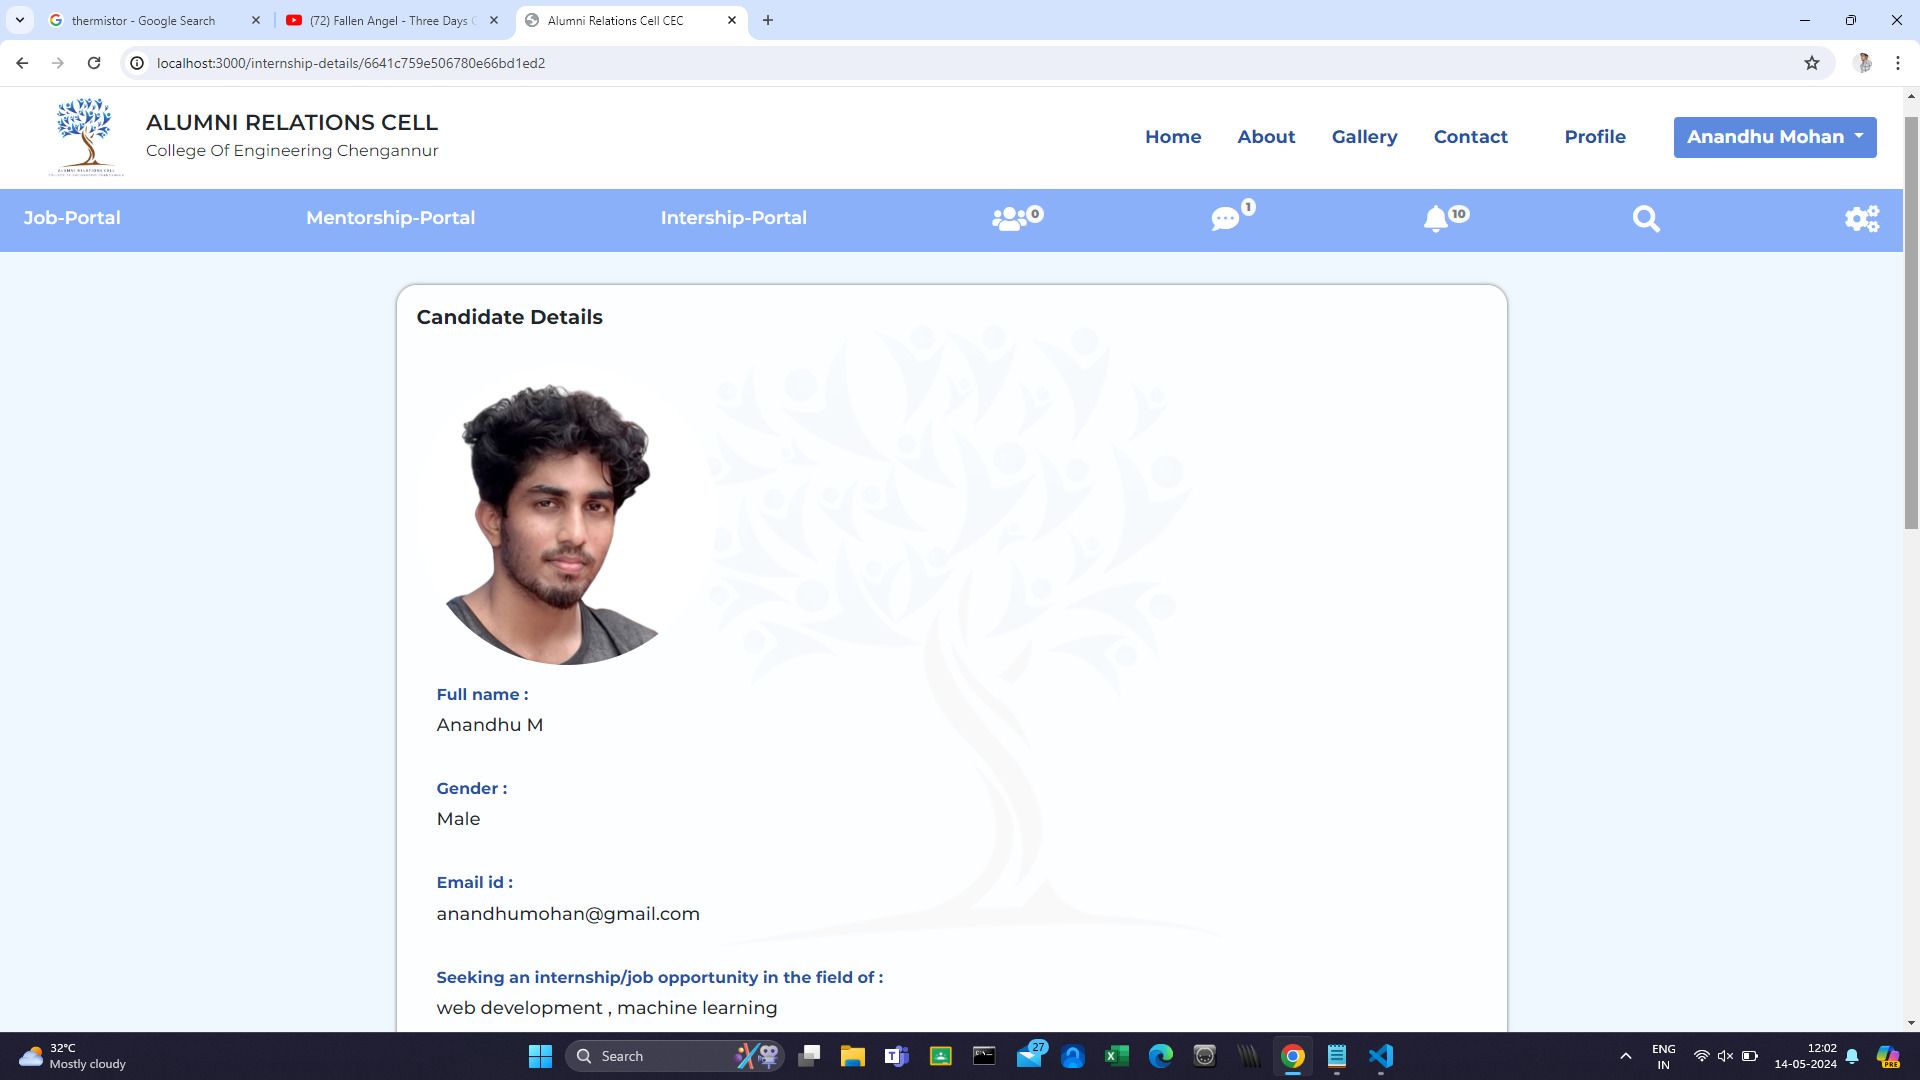 thermistor - Google Search
(72) Fallen Angel - Three Days
Alumni Relations Cell CEC
localhost:3000/internship-details/6641c759e506780e66bd1ed2
ALUMNI RELATIONS CELL
College Of Engineering Chengannur
Home
About
Gallery
Contact
Profile
Anandhu Mohan
Job-Portal
Mentorship-Portal
Intership-Portal
0
1
10
Candidate Details
Full name :
Anandhu M
Gender :
Male
Email id :
anandhumohan@gmail.com
Seeking an internship/job opportunity in the field of :
web development , machine learning
32°C
Mostly cloudy
Search
27
ENG
IN
12:02
14-05-2024
PRE